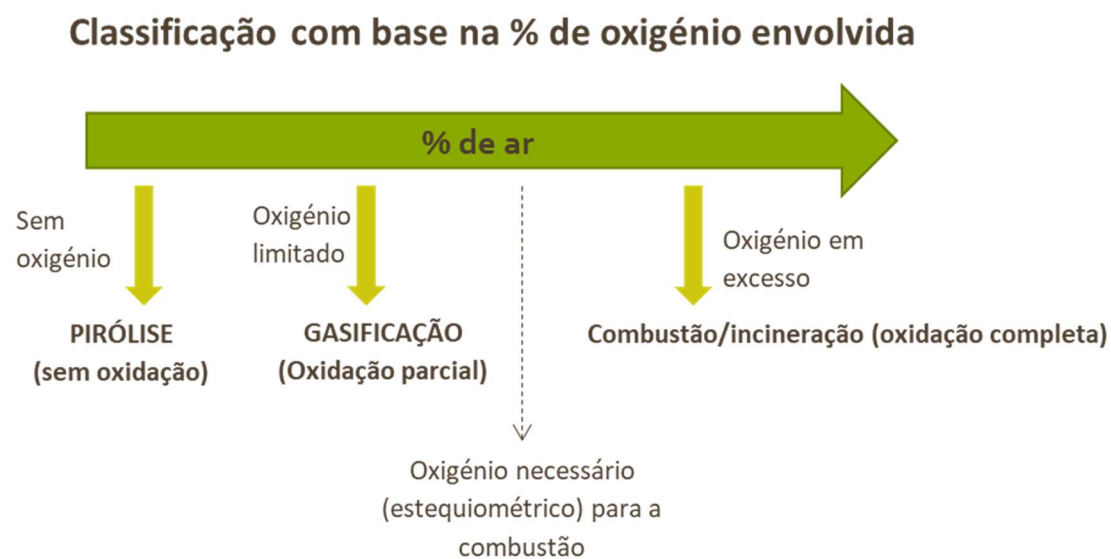 Classificação com base na % de oxigénio envolvida
% de ar
Sem
oxigénio
Oxigénio
limitado
Oxigénio em
excesso
PIRÓLISE
(sem oxidação)
GASIFICAÇÃO
(Oxidação parcial)
Combustão/incineração (oxidação completa)
Oxigénio necessário
(estequiométrico) para a
combustão